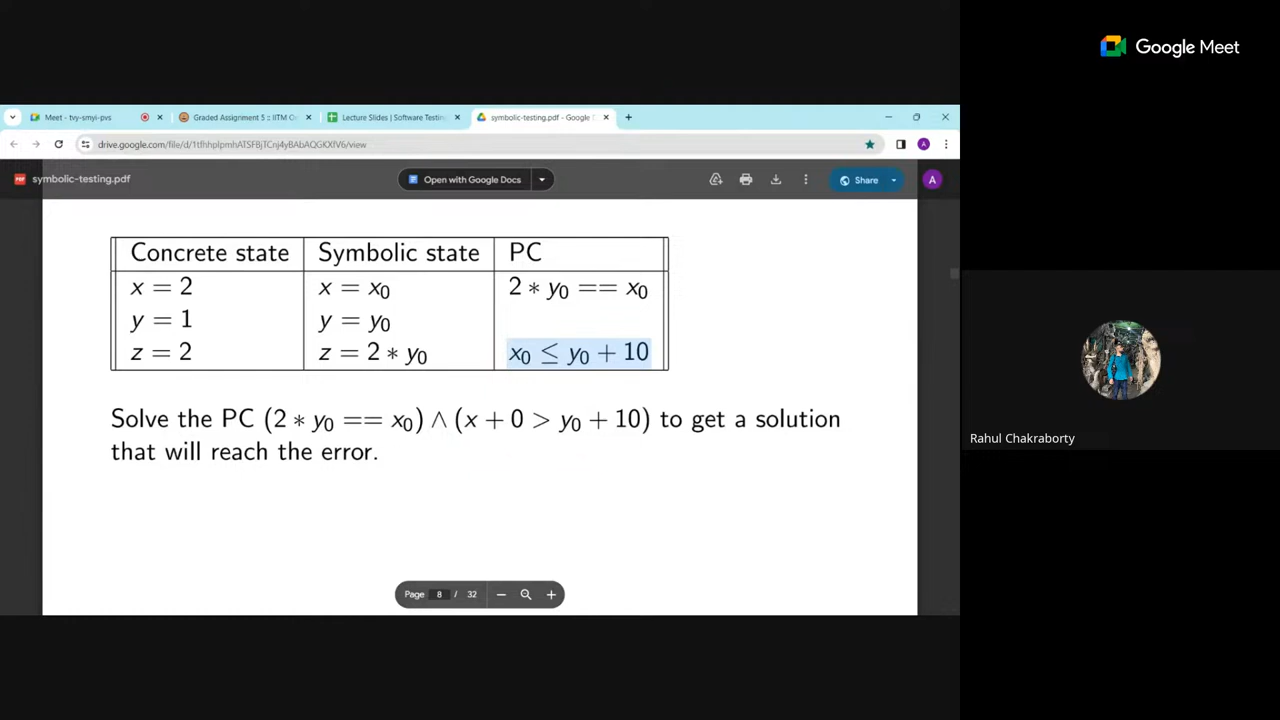 Google Meet
Meet - tvy-smyi-pvs
Graded Assignment 5 :: IITM On
Lecture Slides | Software Testing
symbolic-testing.pdf - Google D
symbolic-testing.pdf
Open with Google Docs
Share
A
Concrete state Symbolic state PC
x = 2 x = x₀ 2 * y₀ == x₀
y = 1 y = y₀
z = 2 z = 2 * y₀ x₀ ≤ y₀ + 10
Solve the PC (2 * y₀ == x₀) ∧ (x + 0 > y₀ + 10) to get a solution
that will reach the error.
Rahul Chakraborty
Page 8 / 32